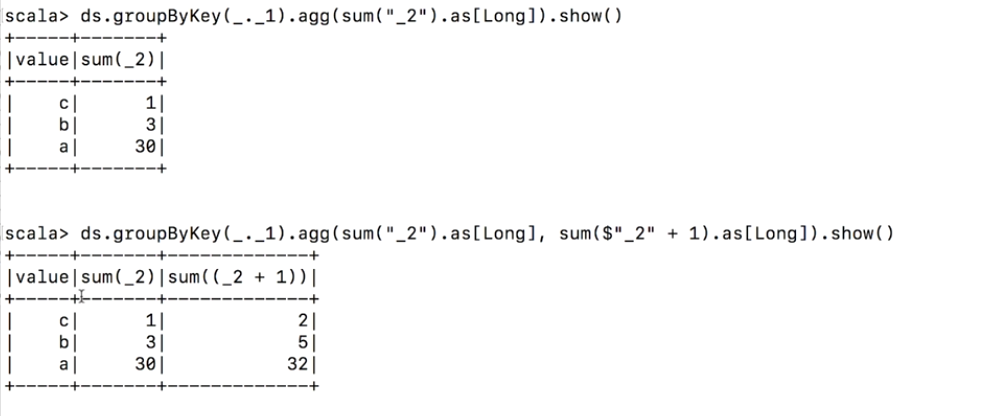 scala> ds.groupByKey(_._1).agg(sum("_2").as[Long]).show()
+-----+-------+
|value|sum(_2)|
+-----+-------+
|    c|      1|
|    b|      3|
|    a|     30|
+-----+-------+
scala> ds.groupByKey(_._1).agg(sum("_2").as[Long], sum($"_2" + 1).as[Long]).show()
+-----+-------+-------------+
|value|sum(_2)|sum((_2 + 1))|
+-----+-------+-------------+
|    c|      1|            2|
|    b|      3|            5|
|    a|     30|           32|
+-----+-------+-------------+